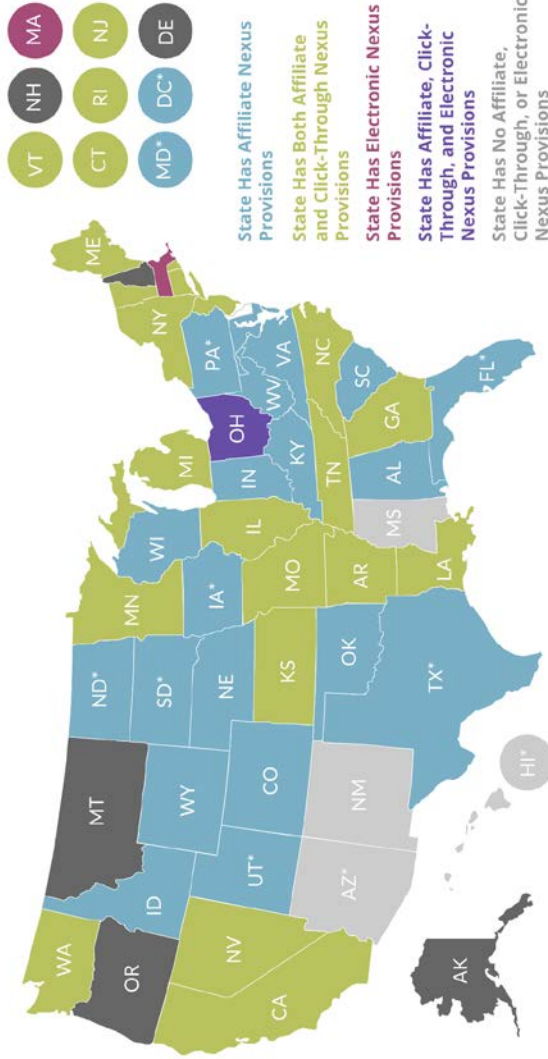 WA
OR
CA
NV
ID
MT
WY
UT*
AZ*
CO
NM
ND*
SD*
NE
KS
OK
TX*
MN
IA*
MO
AR
LA
WI
IL
MS
MI
IN
KY
TN
AL
OH
WV
VA
NC
SC
GA
FL*
PA*
NY
ME
AK
HI*
VT
NH
MA
CT
RI
NJ
MD*
DC*
DE
State Has Affiliate Nexus
Provisions
State Has Both Affiliate
and Click-Through Nexus
Provisions
State Has Electronic Nexus
Provisions
State Has Affiliate, Click-
Through, and Electronic
Nexus Provisions
State Has No Affiliate,
Click-Through, or Electronic
Nexus Provisions